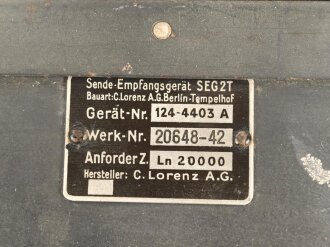 Sende-Empfangsgerät SEG2T
Bauart: C. Lorenz A.G. Berlin-Tempelhof
Gerät-Nr. 124-4403 A
Werk-Nr. 20648-42
Anforder Z. Ln 20000
Hersteller: C. Lorenz A.G.